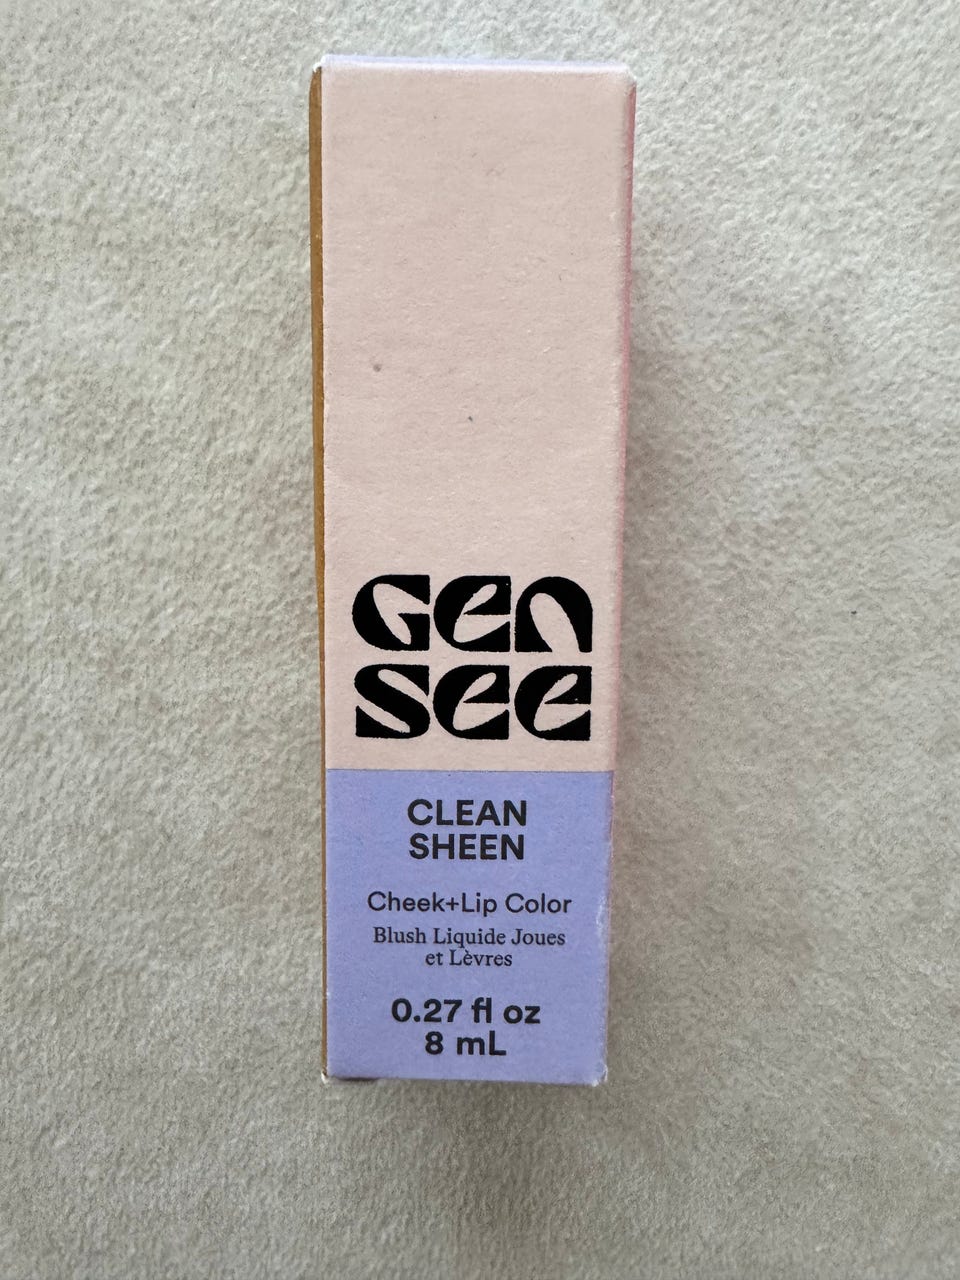 Gen
See
CLEAN
SHEEN
Cheek+Lip Color
Blush Liquide Joues
et Lèvres
0.27 fl oz
8 mL